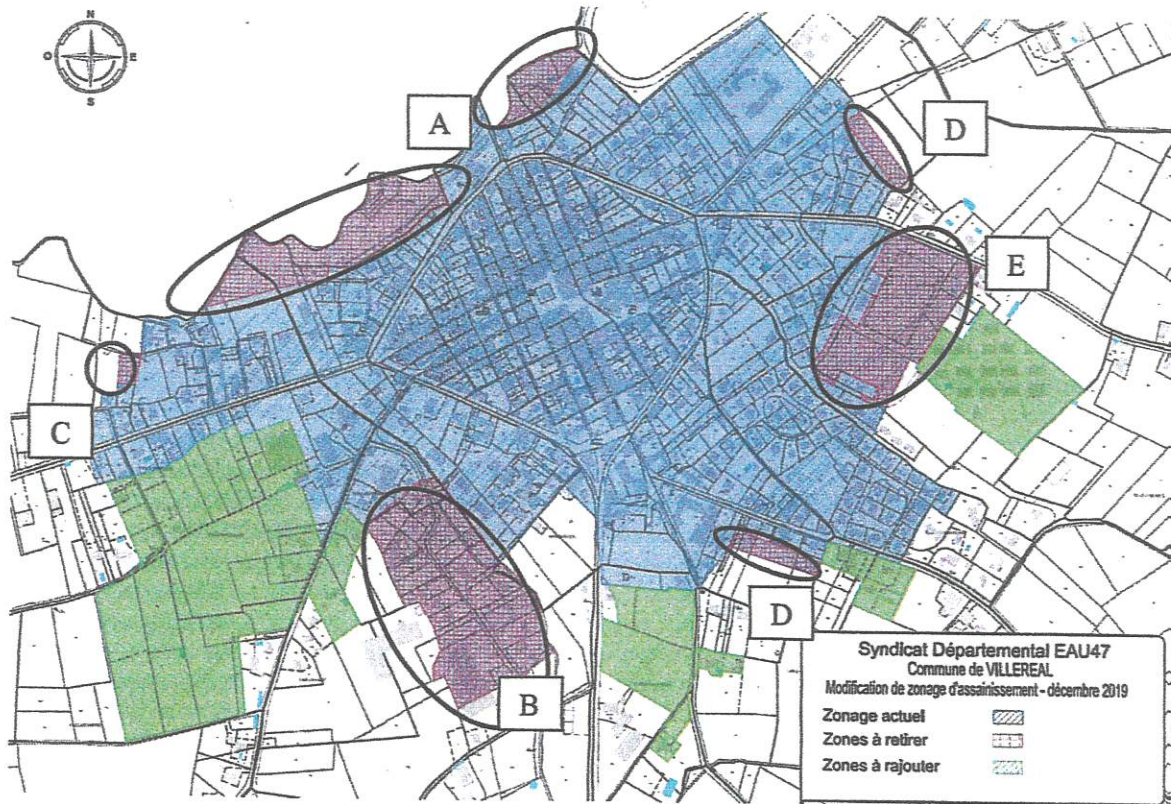 N
O
E
S
A
D
E
C
D
B
Syndicat Départemental EAU47
Commune de VILLEREAL
Modification de zonage d'assainissement - décembre 2019
Zonage actuel
Zones à retirer
Zones à rajouter